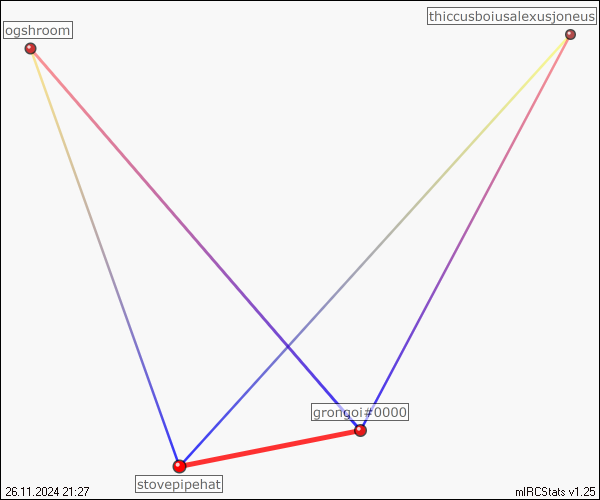 thiccusboiusalexusjoneus
ogshroom
grongoi#0000
stovepipehat
26.11.2024 21:27
mIRCStats v1.25